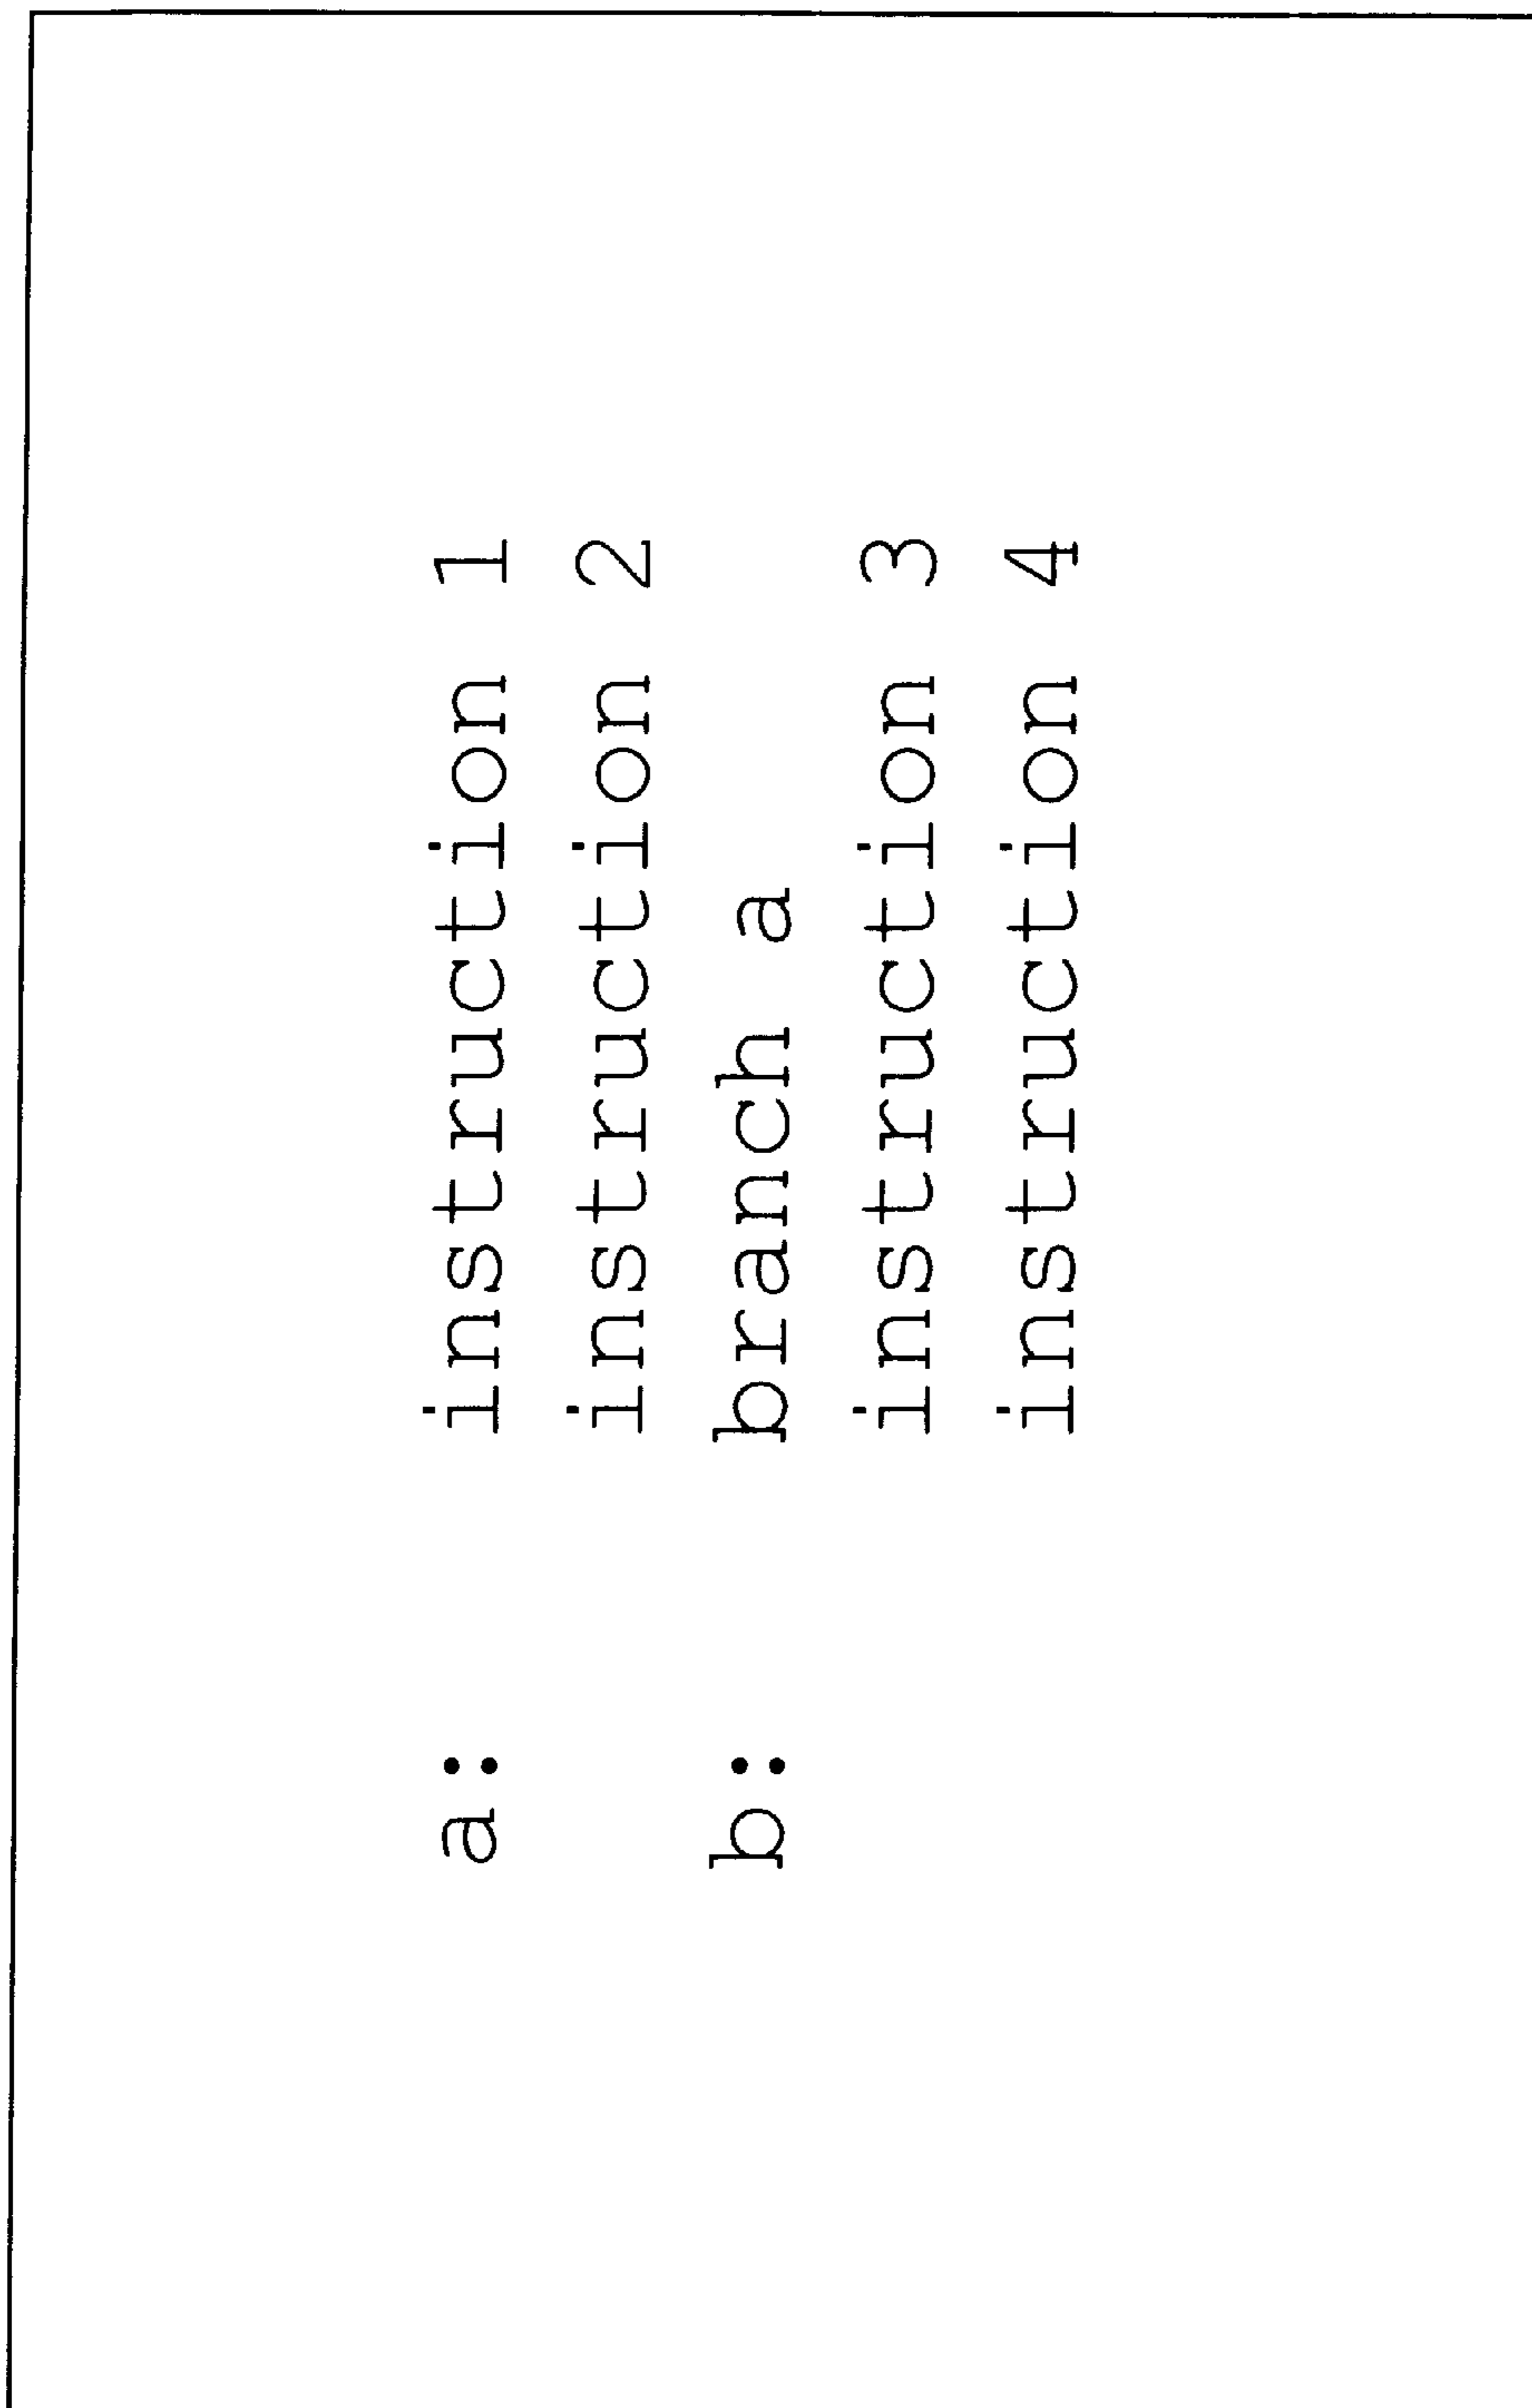 a: instruction 1
instruction 2
b: branch a
instruction 3
instruction 4